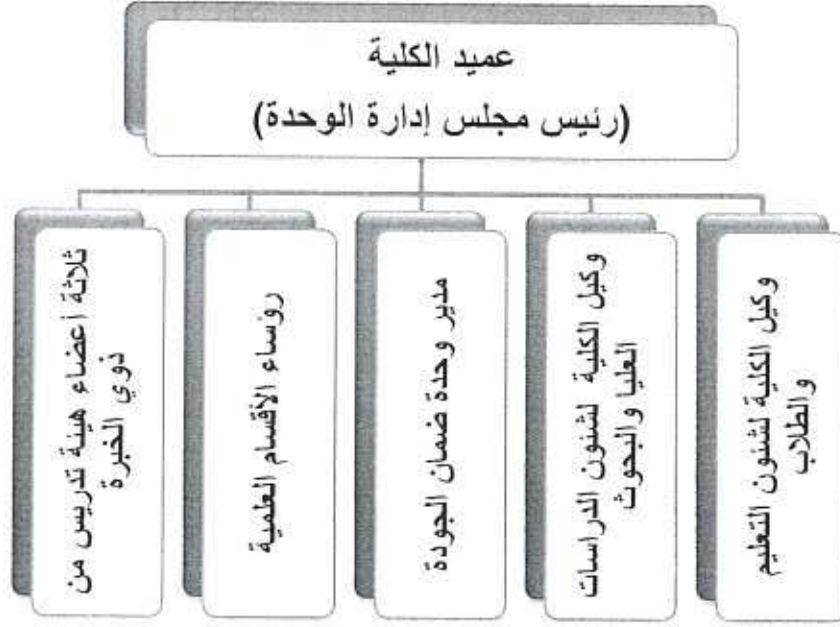 عميد الكلية
(رئيس مجلس إدارة الوحدة)
وكيل الكلية لشئون التعليم
والطلاب
وكيل الكلية لشئون الدراسات
العليا والبحوث
مدير وحدة ضمان الجودة
رؤساء الأقسام العلمية
ثلاثة أعضاء هيئة تدريس من
ذوي الخبرة